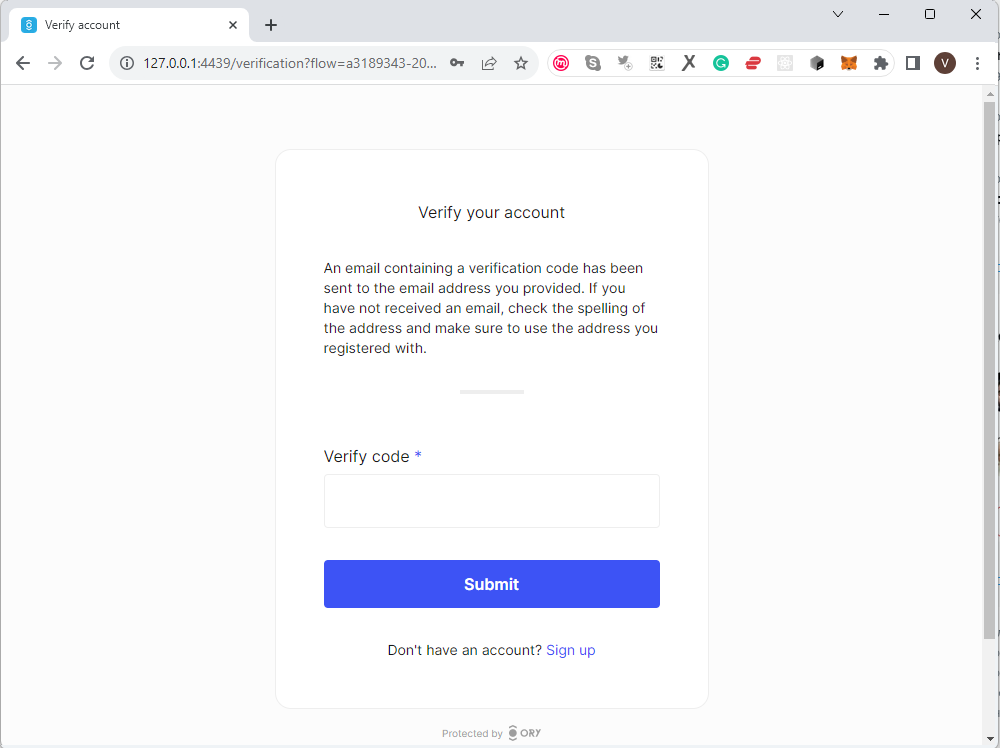 Verify account
127.0.0.1:4439/verification?flow=a3189343-20...
V
Verify your account
An email containing a verification code has been
sent to the email address you provided. If you
have not received an email, check the spelling of
the address and make sure to use the address you
registered with.
Verify code *
Submit
Don't have an account? Sign up
Protected by ORY